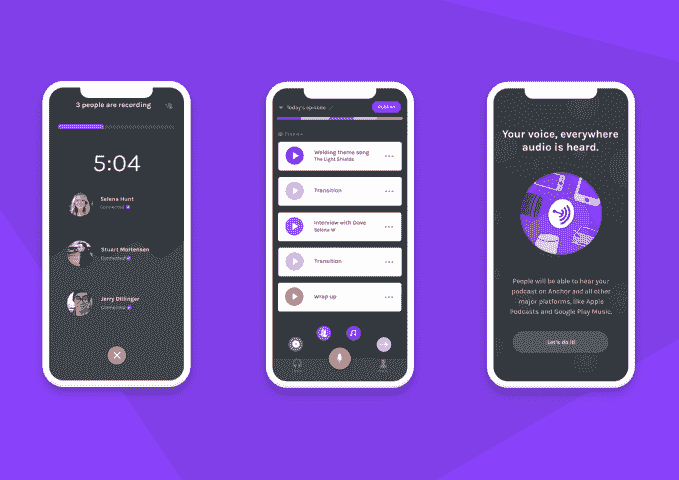 3 people are recording
5:04
Selena Hunt
Connected
Stuart Mortensen
Connected
Jerry Dillinger
Connected
Today's episode
Publish
Preview
Welding theme song
The Light Shields
Transition
Interview with Dave
Selena W
Transition
Wrap up
Your voice, everywhere
audio is heard.
People will be able to hear your
podcast on Anchor and all other
major platforms, like Apple
Podcasts and Google Play Music.
Let's do it!